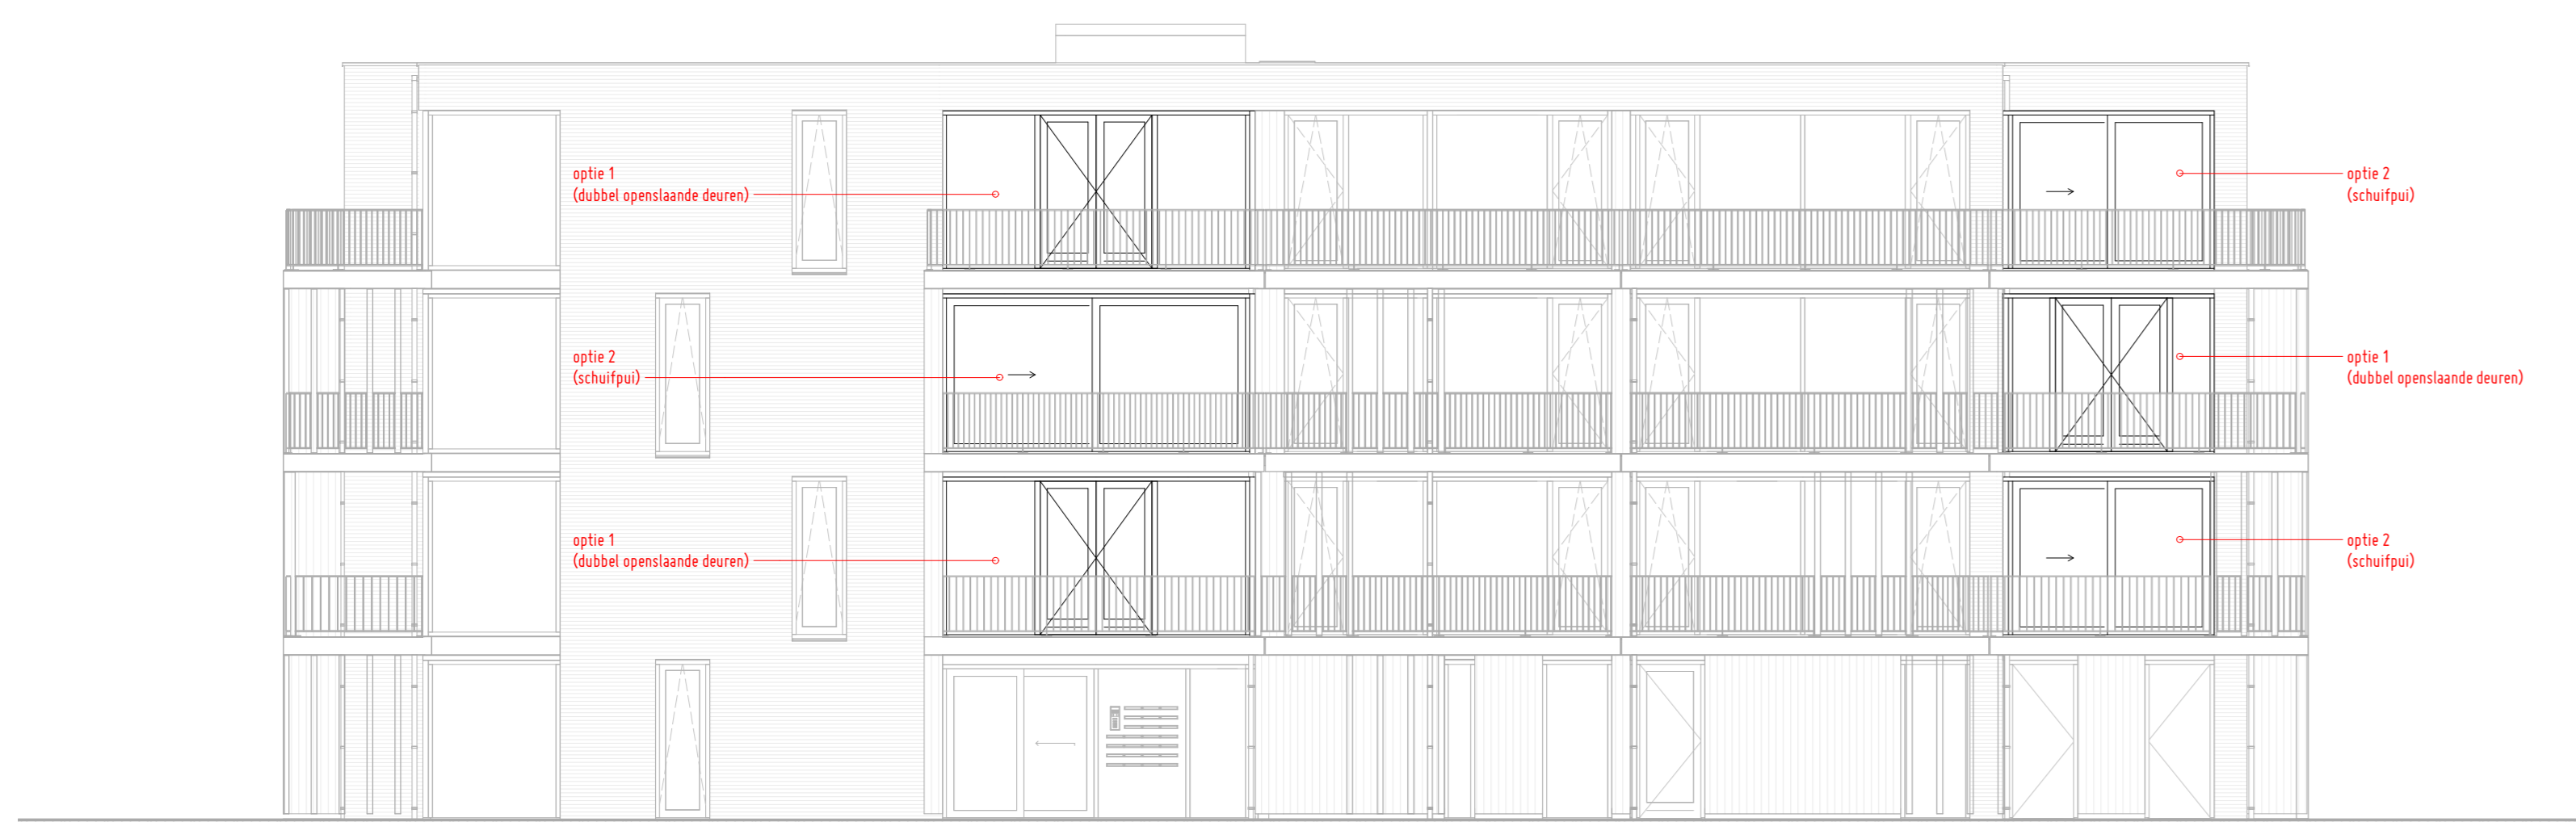 optie 1
(dubbel openslaande deuren)
optie 2
(schuifpui)
optie 2
(schuifpui)
optie 1
(dubbel openslaande deuren)
optie 1
(dubbel openslaande deuren)
optie 2
(schuifpui)